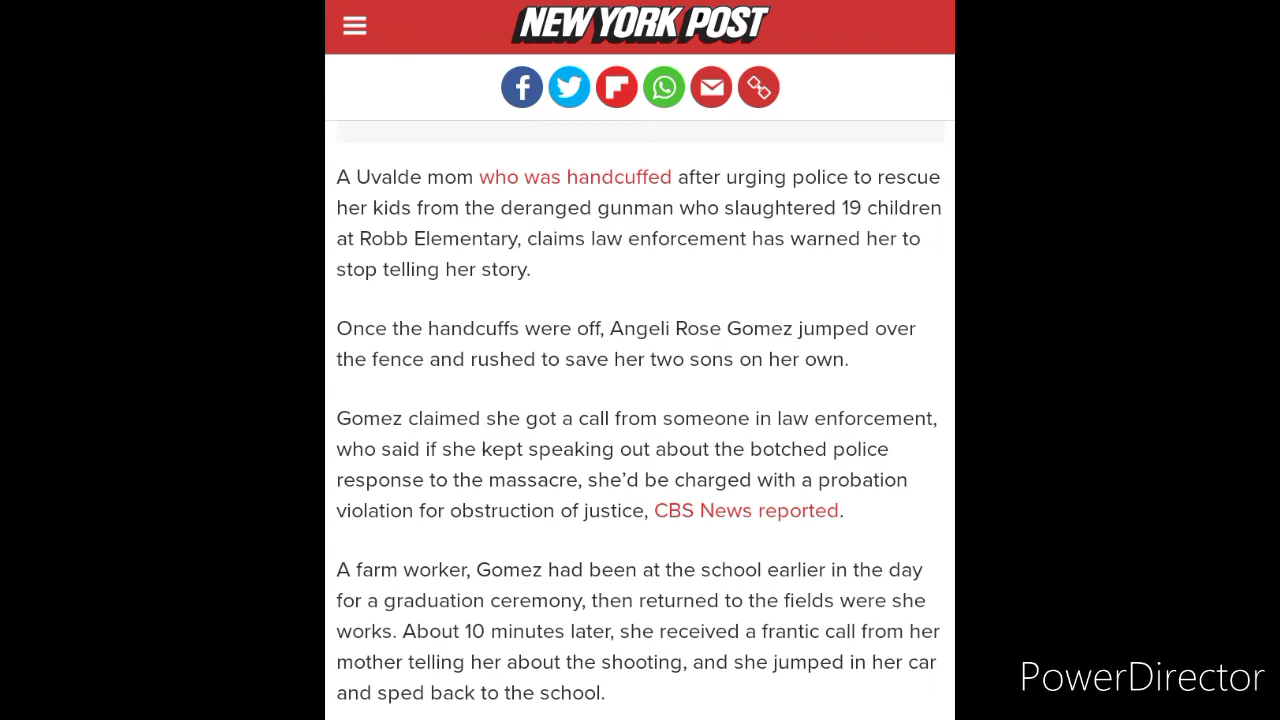 NEW YORK POST
A Uvalde mom who was handcuffed after urging police to rescue
her kids from the deranged gunman who slaughtered 19 children
at Robb Elementary, claims law enforcement has warned her to
stop telling her story.
Once the handcuffs were off, Angeli Rose Gomez jumped over
the fence and rushed to save her two sons on her own.
Gomez claimed she got a call from someone in law enforcement,
who said if she kept speaking out about the botched police
response to the massacre, she’d be charged with a probation
violation for obstruction of justice, CBS News reported.
A farm worker, Gomez had been at the school earlier in the day
for a graduation ceremony, then returned to the fields were she
works. About 10 minutes later, she received a frantic call from her
mother telling her about the shooting, and she jumped in her car
and sped back to the school.
PowerDirector